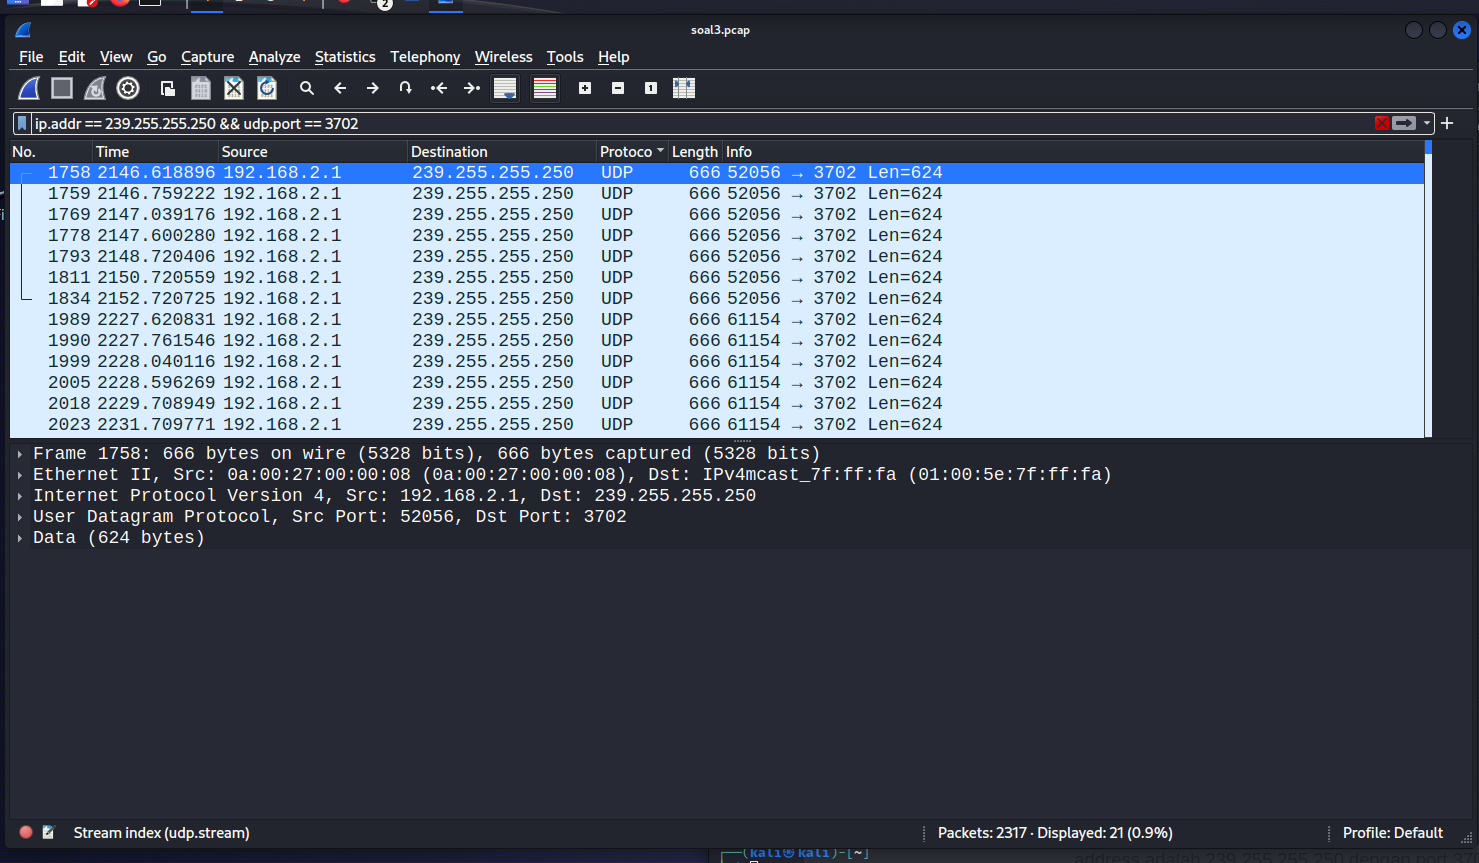 2
soal3.pcap
File Edit View Go Capture Analyze Statistics Telephony Wireless Tools Help
1
ip.addr == 239.255.255.250 && udp.port == 3702
No. Time Source Destination Protoco Length Info
1758 2146.618896 192.168.2.1 239.255.255.250 UDP 666 52056 → 3702 Len=624
1759 2146.759222 192.168.2.1 239.255.255.250 UDP 666 52056 → 3702 Len=624
1769 2147.039176 192.168.2.1 239.255.255.250 UDP 666 52056 → 3702 Len=624
1778 2147.600280 192.168.2.1 239.255.255.250 UDP 666 52056 → 3702 Len=624
1793 2148.720406 192.168.2.1 239.255.255.250 UDP 666 52056 → 3702 Len=624
1811 2150.720559 192.168.2.1 239.255.255.250 UDP 666 52056 → 3702 Len=624
1834 2152.720725 192.168.2.1 239.255.255.250 UDP 666 52056 → 3702 Len=624
1989 2227.620831 192.168.2.1 239.255.255.250 UDP 666 61154 → 3702 Len=624
1990 2227.761546 192.168.2.1 239.255.255.250 UDP 666 61154 → 3702 Len=624
1999 2228.040116 192.168.2.1 239.255.255.250 UDP 666 61154 → 3702 Len=624
2005 2228.596269 192.168.2.1 239.255.255.250 UDP 666 61154 → 3702 Len=624
2018 2229.708949 192.168.2.1 239.255.255.250 UDP 666 61154 → 3702 Len=624
2023 2231.709771 192.168.2.1 239.255.255.250 UDP 666 61154 → 3702 Len=624
Frame 1758: 666 bytes on wire (5328 bits), 666 bytes captured (5328 bits)
Ethernet II, Src: 0a:00:27:00:00:08 (0a:00:27:00:00:08), Dst: IPv4mcast_7f:ff:fa (01:00:5e:7f:ff:fa)
Internet Protocol Version 4, Src: 192.168.2.1, Dst: 239.255.255.250
User Datagram Protocol, Src Port: 52056, Dst Port: 3702
Data (624 bytes)
Stream index (udp.stream) Packets: 2317 · Displayed: 21 (0.9%) Profile: Default
(kali㉿kali)-[~]
address adalah 239.255.255.250 dengan port